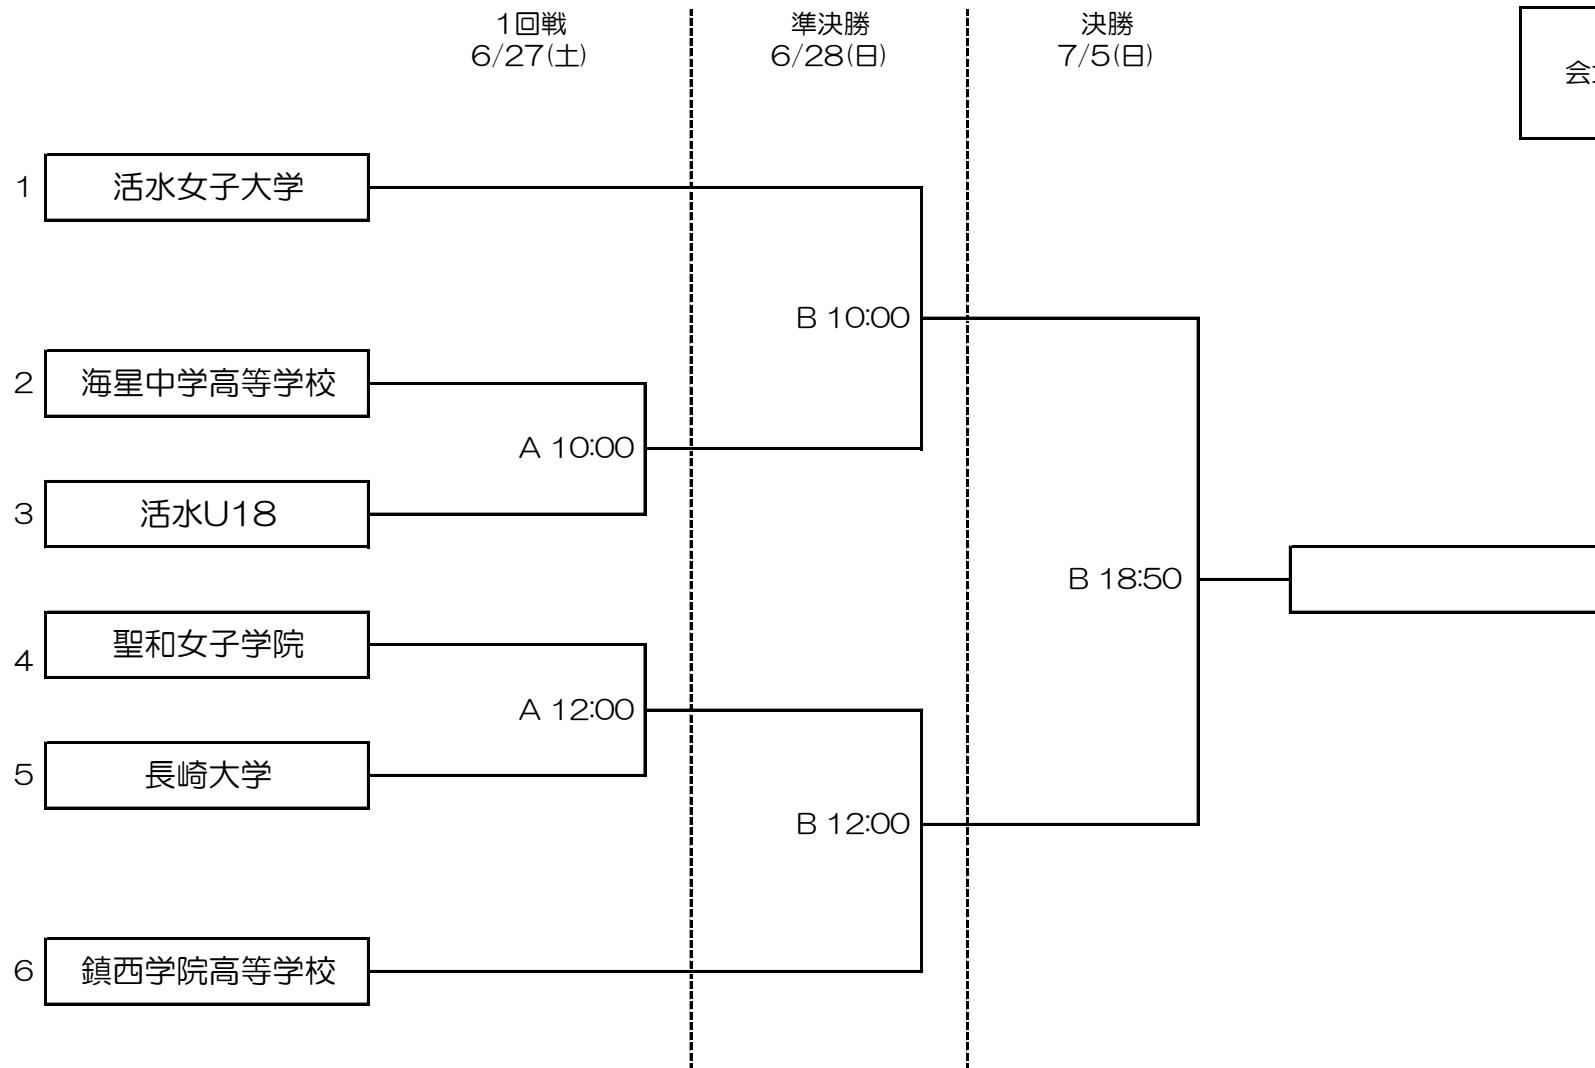 1回戦
6/27(土)
準決勝
6/28(日)
決勝
7/5(日)
1
活水女子大学
B 10:00
2
海星中学高等学校
A 10:00
3
活水U18
B 18:50
4
聖和女子学院
A 12:00
5
長崎大学
B 12:00
6
鎮西学院高等学校